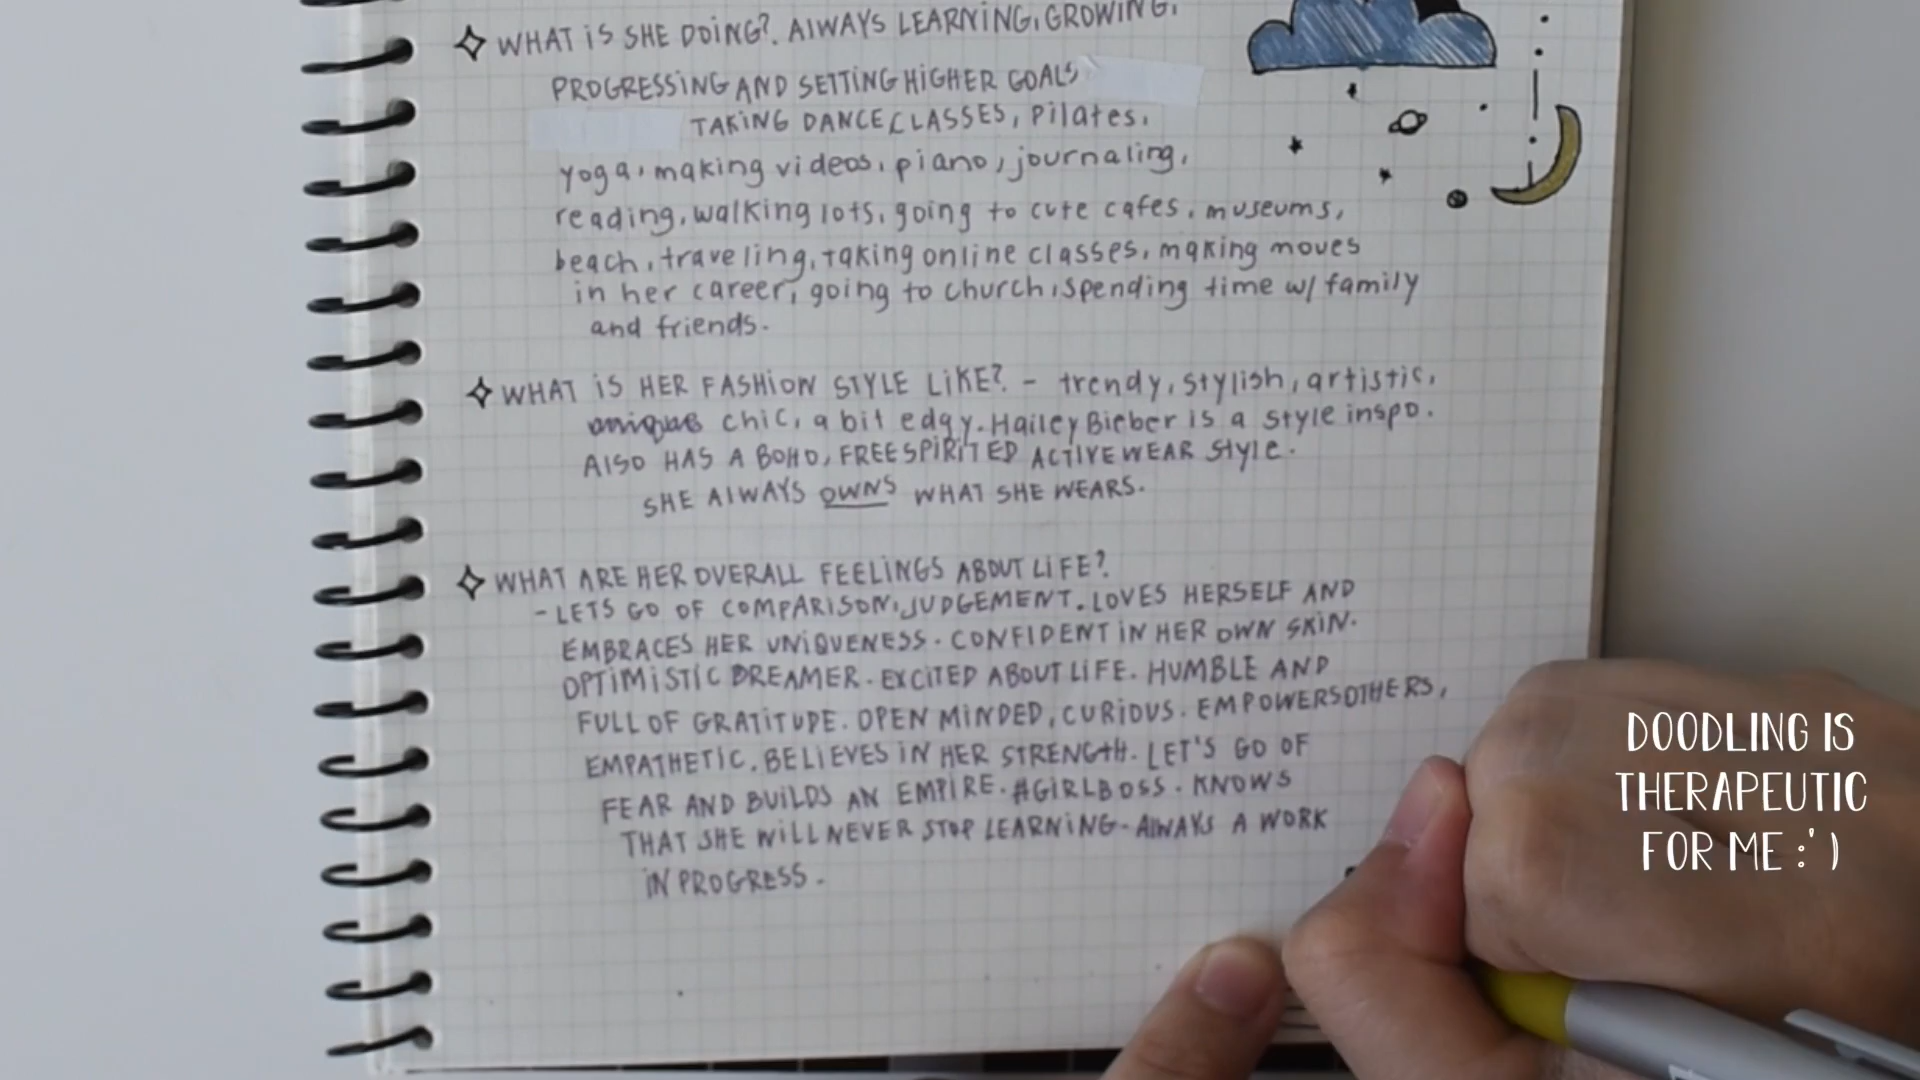 WHAT IS SHE DOING?. ALWAYS LEARNING, GROWING,
PROGRESSING AND SETTING HIGHER GOALS
TAKING DANCE CLASSES, Pilates,
yoga, making videos, piano, journaling,
reading, walking lots, going to cute cafes, museums,
beach, traveling, taking online classes, making moves
in her career, going to church, spending time w/ family
and friends.
WHAT IS HER FASHION STYLE LIKE? - trendy, stylish, artistic,
unique chic, a bit edgy. Hailey Bieber is a style inspo.
ALSO HAS A BOHO, FREESPIRITED ACTIVEWEAR style.
SHE ALWAYS OWNS WHAT SHE WEARS.
WHAT ARE HER OVERALL FEELINGS ABOUT LIFE?
- LETS GO OF COMPARISON, JUDGEMENT. LOVES HERSELF AND
EMBRACES HER UNIQUENESS. CONFIDENT IN HER OWN SKIN.
OPTIMISTIC DREAMER. EXCITED ABOUT LIFE. HUMBLE AND
FULL OF GRATITUDE. OPEN MINDED, CURIOUS. EMPOWERS OTHERS,
EMPATHETIC. BELIEVES IN HER STRENGTH. LET'S GO OF
FEAR AND BUILDS AN EMPIRE. #GIRLBOSS. KNOWS
THAT SHE WILL NEVER STOP LEARNING - ALWAYS A WORK
IN PROGRESS.
DOODLING IS
THERAPEUTIC
FOR ME :')